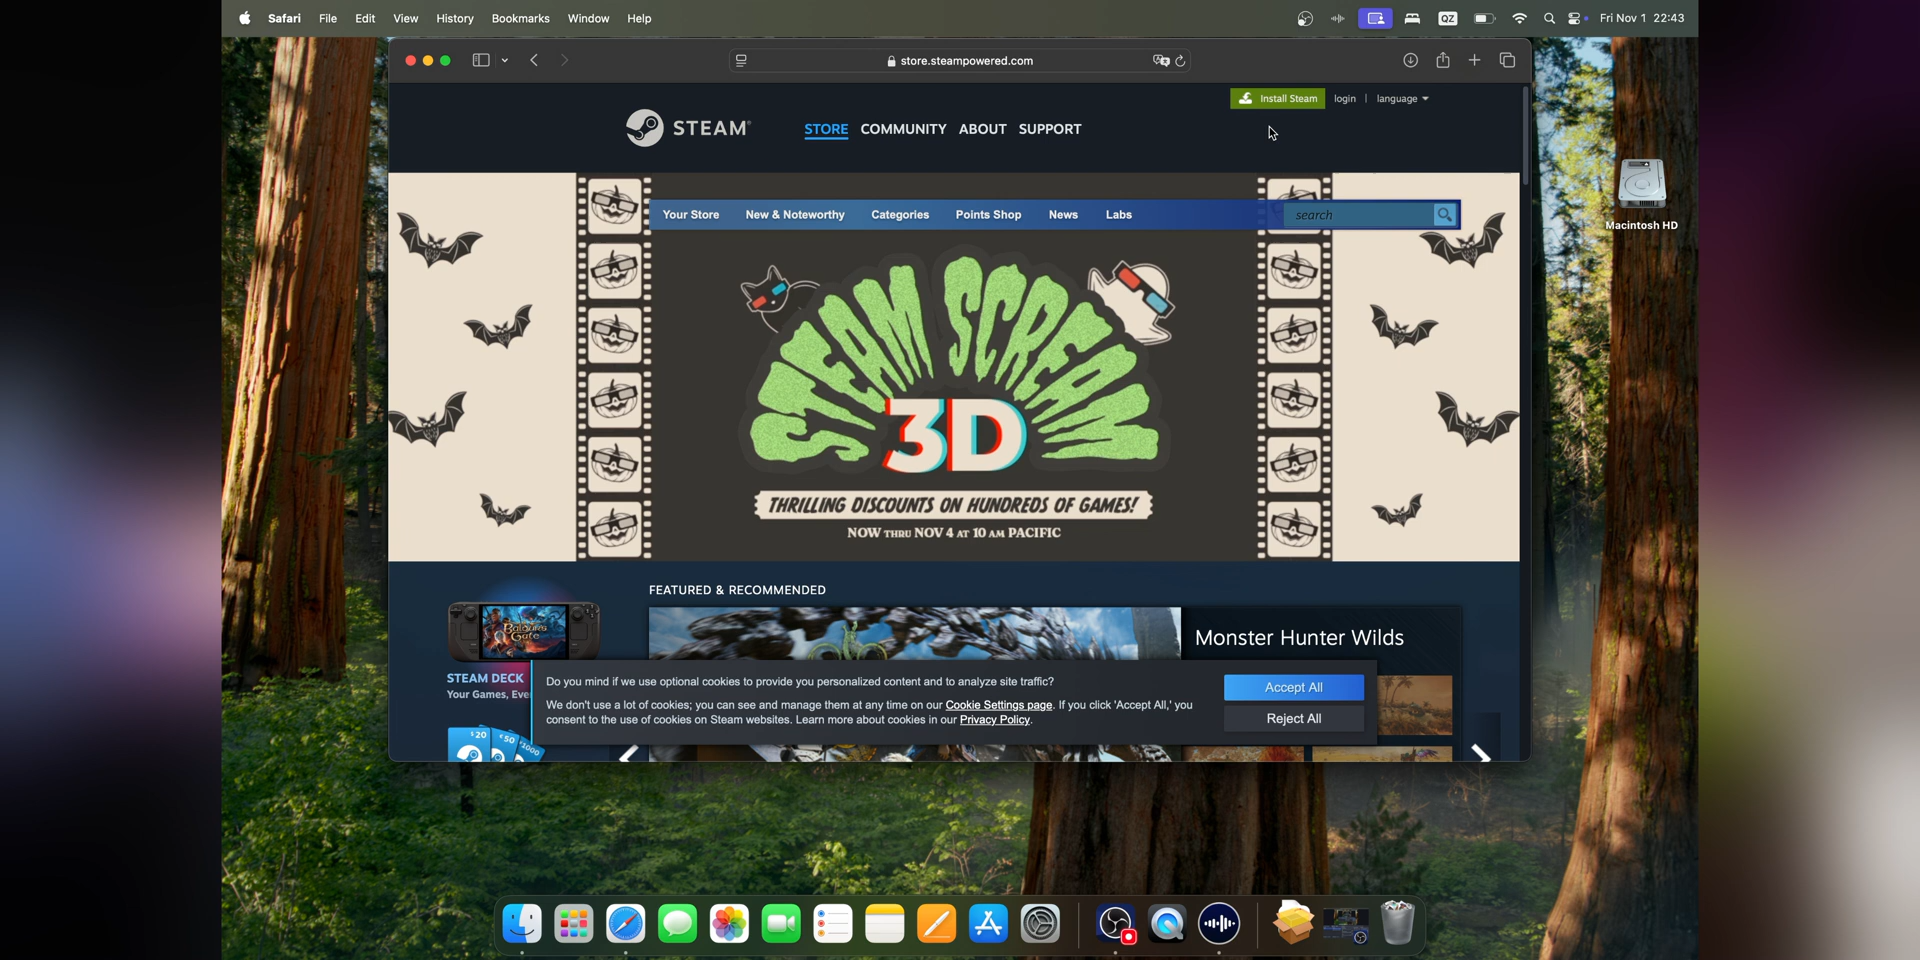 Safari File Edit View History Bookmarks Window Help
QZ
Fri Nov 1 22:43
store.steampowered.com
Install Steam login | language
STEAM®
STORE COMMUNITY ABOUT SUPPORT
Macintosh HD
Your Store New & Noteworthy Categories Points Shop News Labs
search
STEAM SCREAM
3D
THRILLING DISCOUNTS ON HUNDREDS OF GAMES!
NOW THRU NOV 4 AT 10 AM PACIFIC
FEATURED & RECOMMENDED
Baldur's
Gate
Monster Hunter Wilds
STEAM DECK
Your Games, Eve
Do you mind if we use optional cookies to provide you personalized content and to analyze site traffic?
We don't use a lot of cookies; you can see and manage them at any time on our Cookie Settings page. If you click 'Accept All,' you
consent to the use of cookies on Steam websites. Learn more about cookies in our Privacy Policy.
Accept All
Reject All
$20
€50